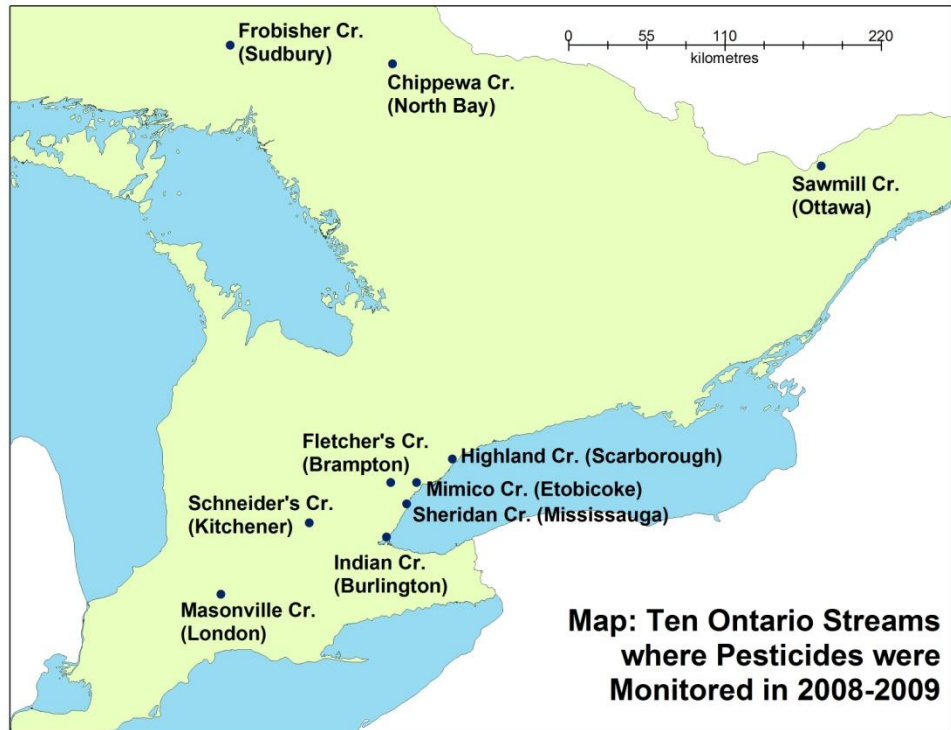 Frobisher Cr.
(Sudbury)
Chippewa Cr.
(North Bay)
0 55 110 220
kilometres
Sawmill Cr.
(Ottawa)
Fletcher's Cr.
(Brampton)
Highland Cr. (Scarborough)
Mimico Cr. (Etobicoke)
Schneider's Cr.
(Kitchener)
Sheridan Cr. (Mississauga)
Indian Cr.
(Burlington)
Masonville Cr.
(London)
Map: Ten Ontario Streams
where Pesticides were
Monitored in 2008-2009